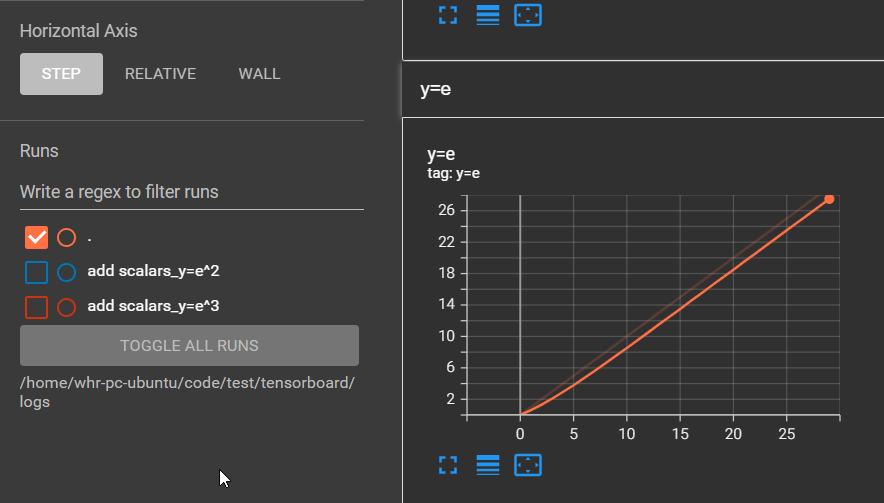 Horizontal Axis
STEP RELATIVE WALL
Runs
Write a regex to filter runs
.
add scalars_y=e^2
add scalars_y=e^3
TOGGLE ALL RUNS
/home/whr-pc-ubuntu/code/test/tensorboard/
logs
y=e
y=e
tag: y=e
26
22
18
14
10
6
2
0 5 10 15 20 25